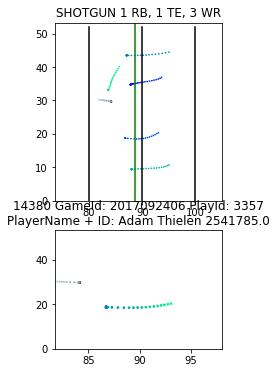 SHOTGUN 1 RB, 1 TE, 3 WR
50
40
30
20
10
0
80 90 100
14380 GameId: 2017092406 PlayId: 3357
PlayerName + ID: Adam Thielen 2541785.0
40
20
0
85 90 95